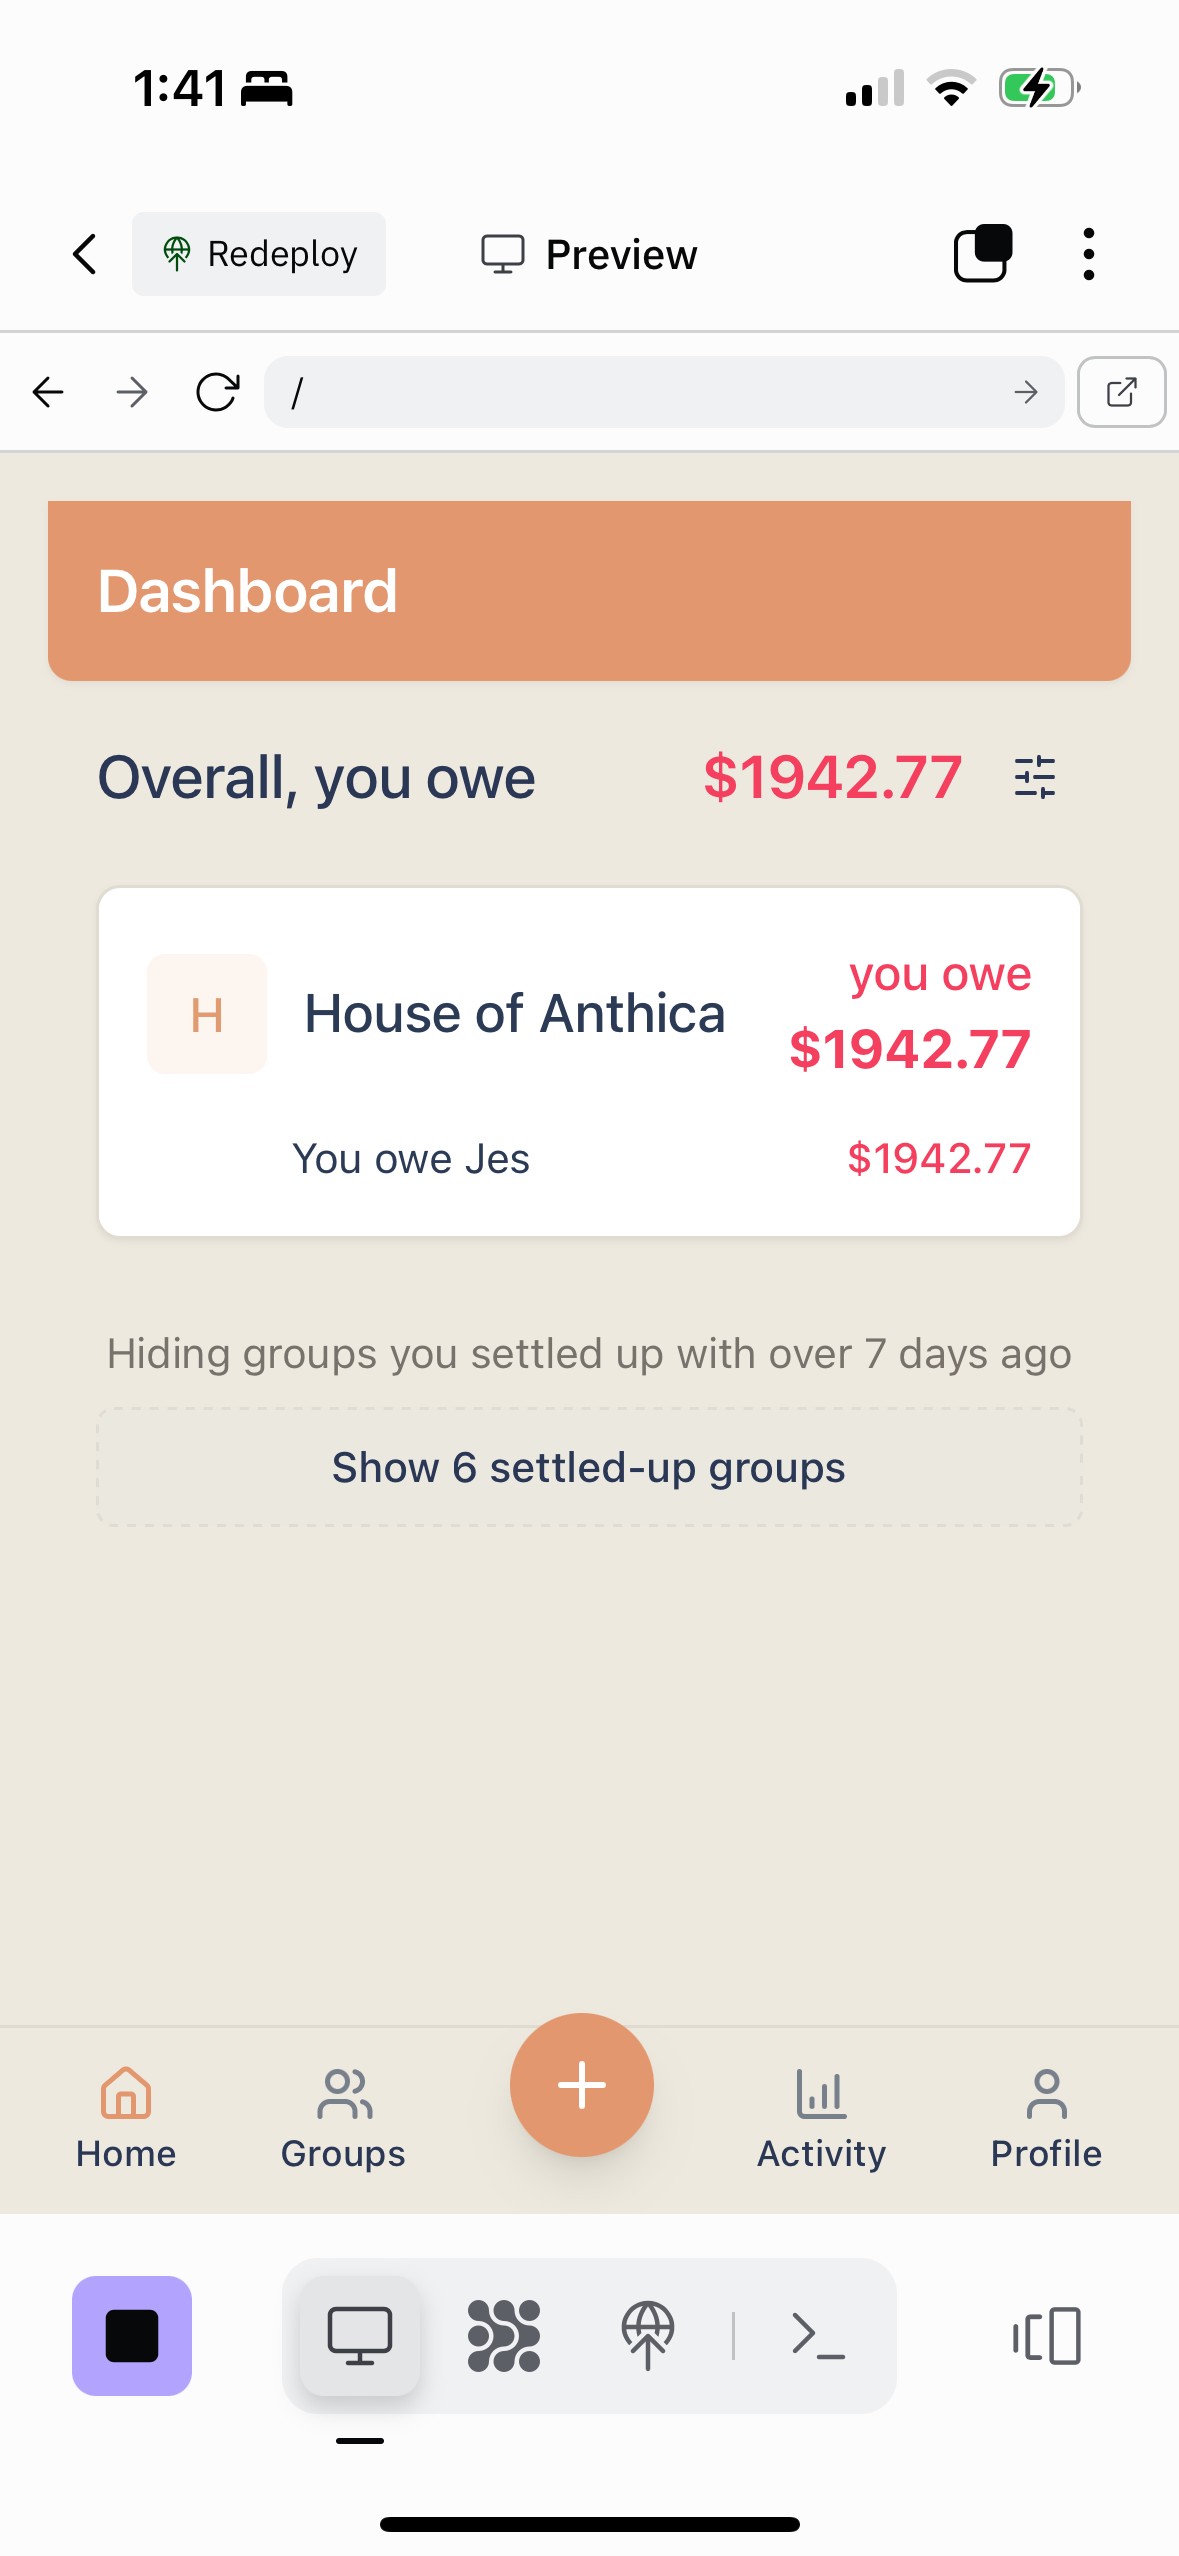 1:41
Redeploy
Preview
/
Dashboard
Overall, you owe $1942.77
H
House of Anthica
you owe
$1942.77
You owe Jes $1942.77
Hiding groups you settled up with over 7 days ago
Show 6 settled-up groups
Home Groups Activity Profile